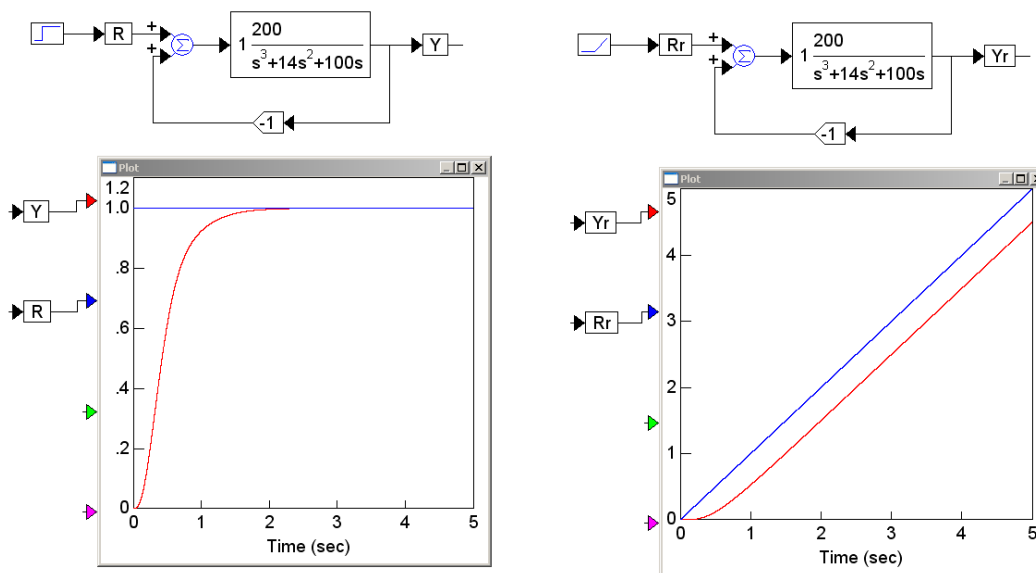 + 200
R Σ 1 Y
+ s³+14s²+100s
-1
+ 200
Rr Σ 1 Yr
+ s³+14s²+100s
-1
Plot
1.2
1.0
.8
.6
.4
.2
0
0 1 2 3 4 5
Time (sec)
Y
R
Plot
5
4
3
2
1
0
0 1 2 3 4 5
Time (sec)
Yr
Rr